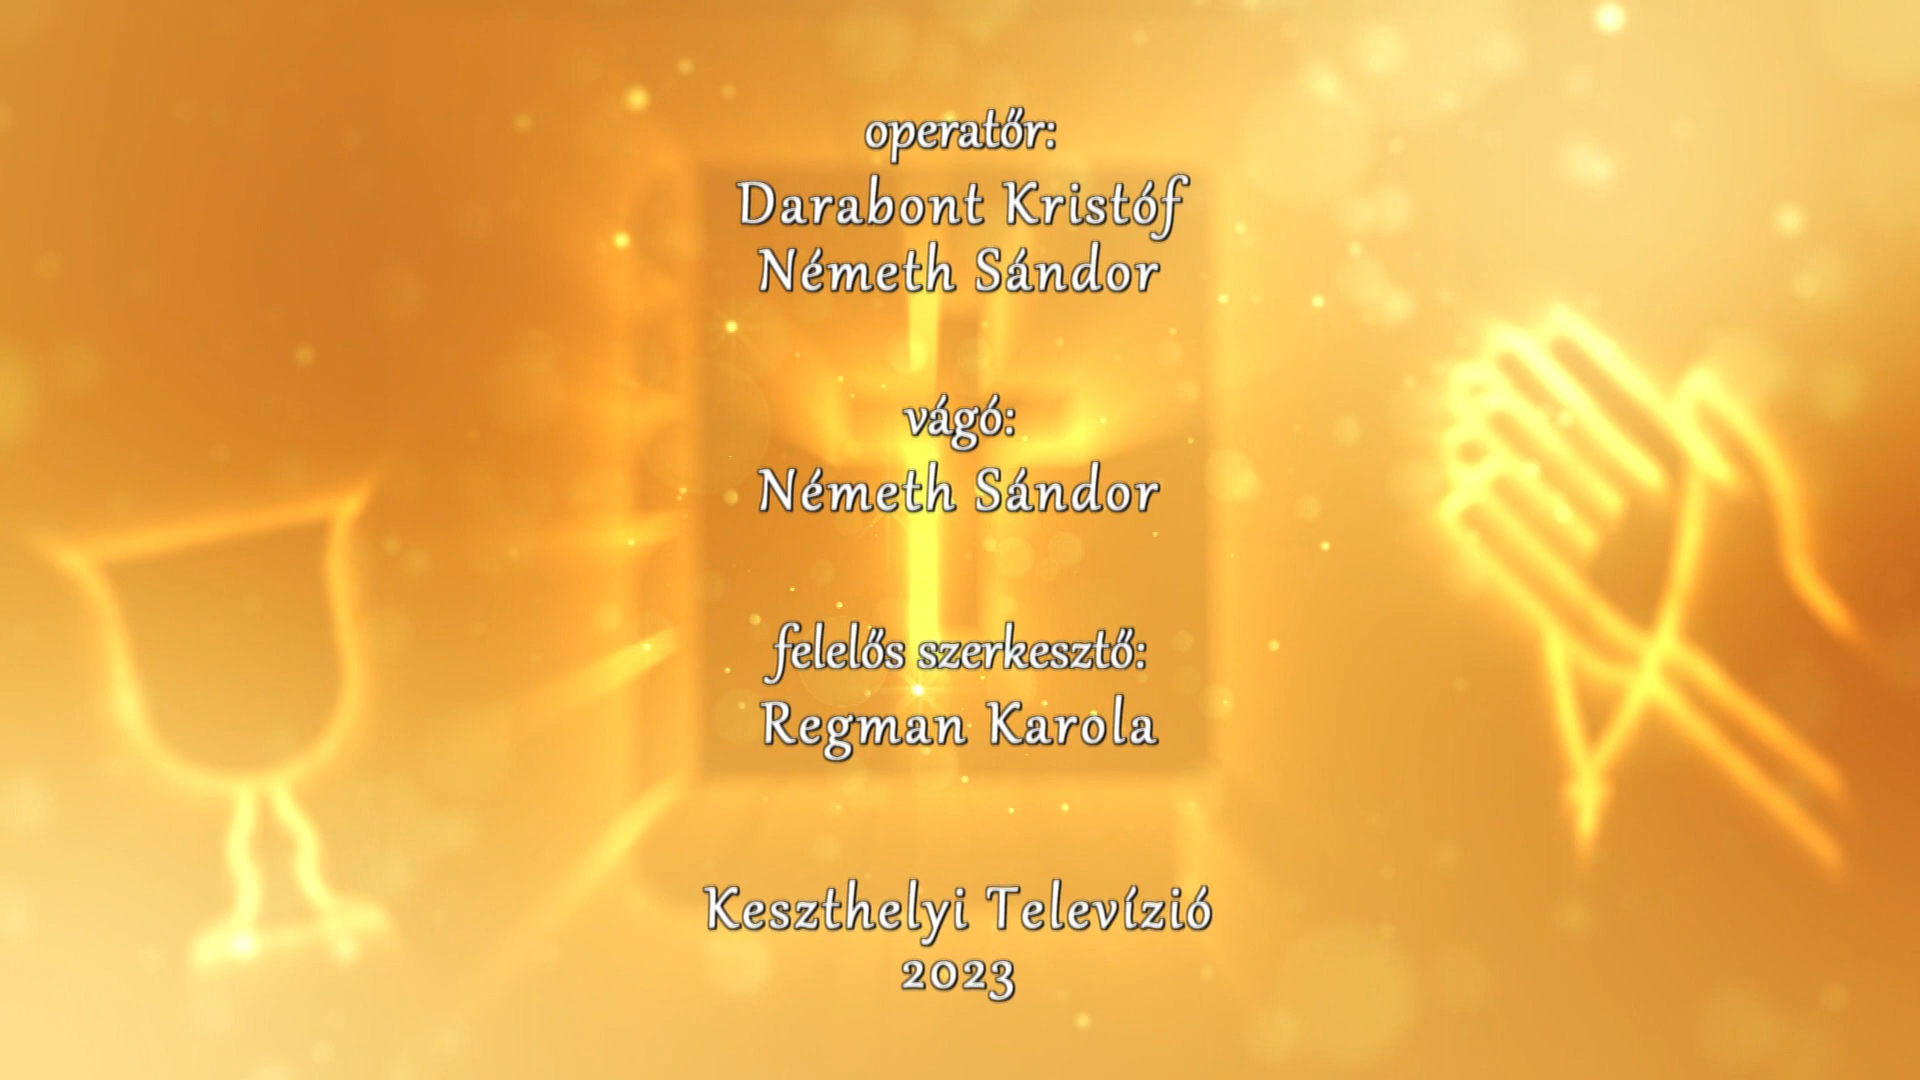 operatőr:
Darabont Kristóf
Németh Sándor
vágó:
Németh Sándor
felelős szerkesztő:
Regman Karola
Keszthelyi Televízió
2023